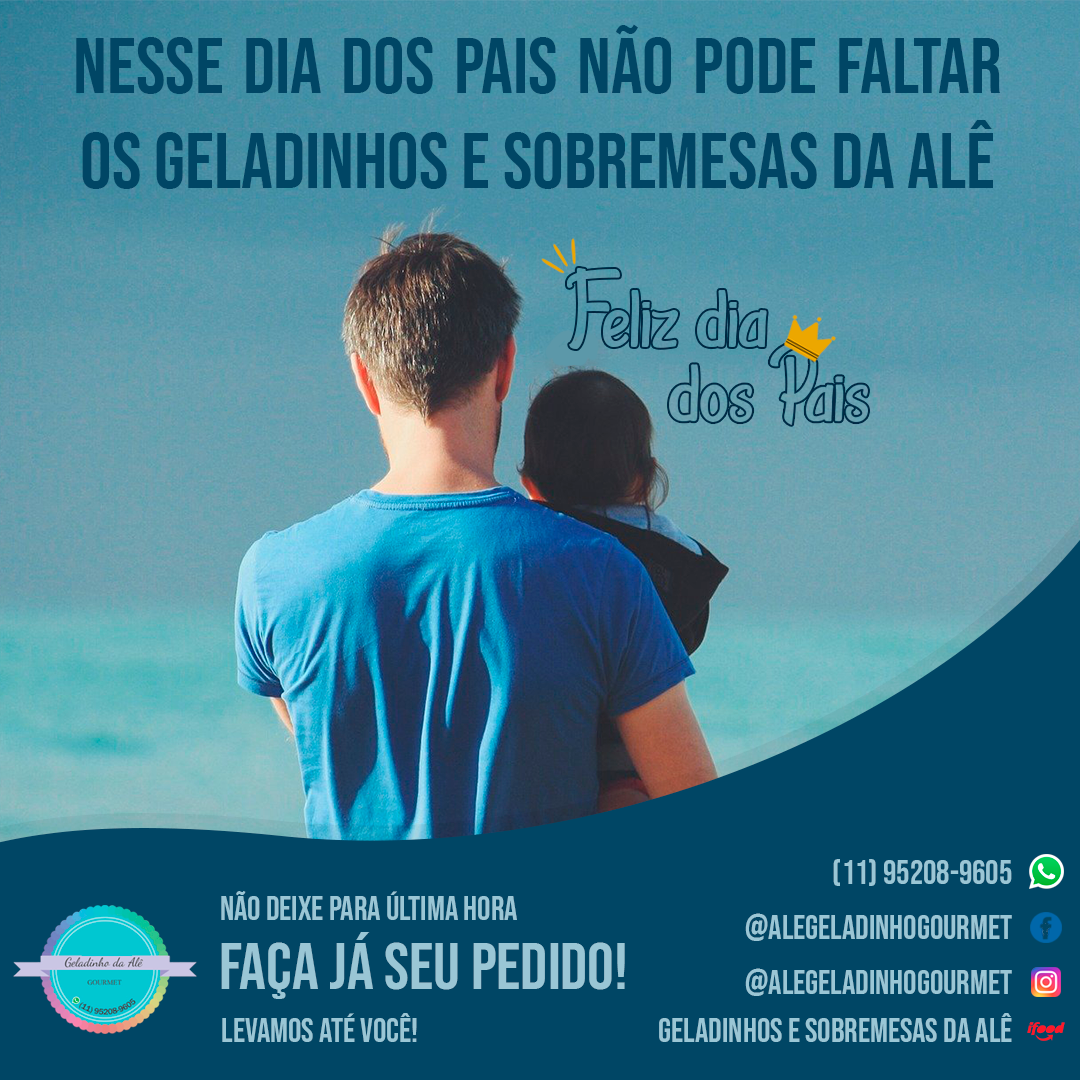 NESSE DIA DOS PAIS NÃO PODE FALTAR
OS GELADINHOS E SOBREMESAS DA ALÊ
Feliz dia
dos Pais
NÃO DEIXE PARA ÚLTIMA HORA
FAÇA JÁ SEU PEDIDO!
LEVAMOS ATÉ VOCÊ!
(11) 95208-9605
@ALEGELADINHOGOURMET
@ALEGELADINHOGOURMET
GELADINHOS E SOBREMESAS DA ALÊ
ifood
Geladinho da Alê
GOURMET
(11) 95208-9605